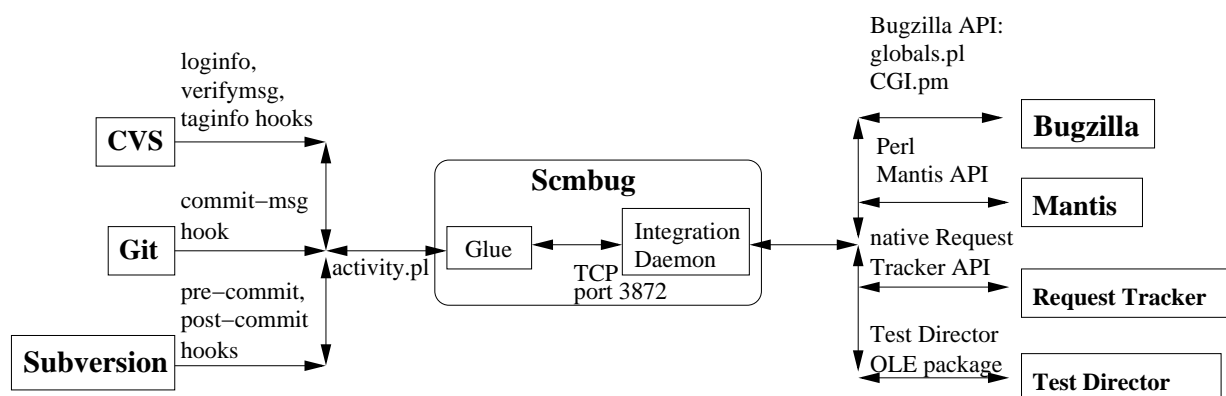 loginfo,
verifymsg,
taginfo hooks
CVS
commit−msg
hook
Git
pre−commit,
post−commit
hooks
Subversion
activity.pl
Scmbug
Glue
TCP
port 3872
Integration
Daemon
Bugzilla API:
globals.pl
CGI.pm
Bugzilla
Perl
Mantis API
Mantis
native Request
Tracker API
Request Tracker
Test Director
OLE package
Test Director